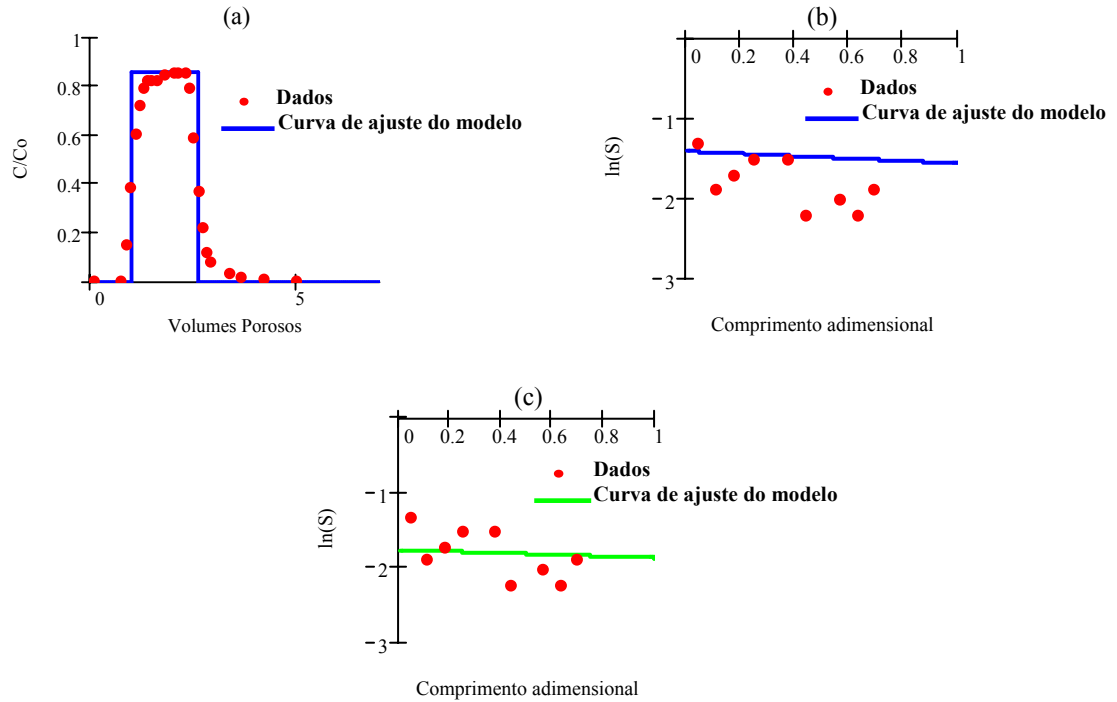 (a)
1
0.8
0.6
0.4
0.2
0
5
C/Co
Volumes Porosos
Dados
Curva de ajuste do modelo
(b)
0
0.2
0.4
0.6
0.8
1
−1
−2
−3
ln(S)
Dados
Curva de ajuste do modelo
Comprimento adimensional
(c)
0
0.2
0.4
0.6
0.8
1
−1
−2
−3
ln(S)
Dados
Curva de ajuste do modelo
Comprimento adimensional